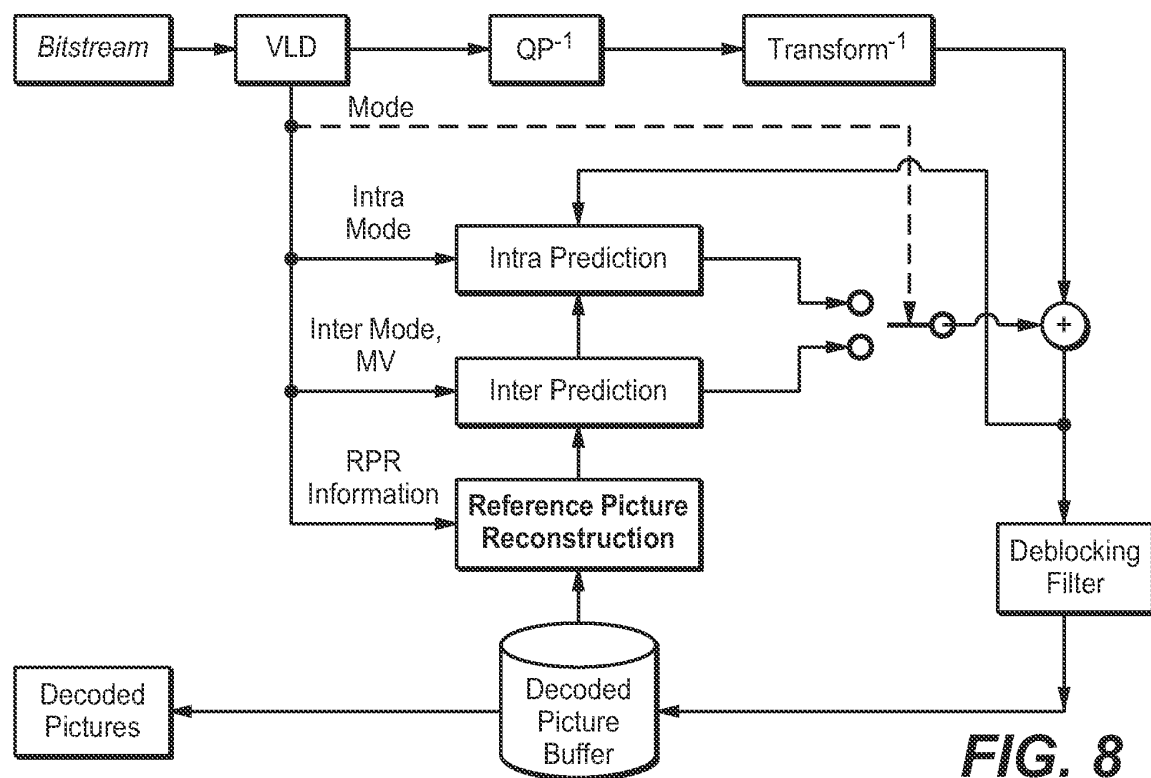 Bitstream
VLD
QP⁻¹
Transform⁻¹
Mode
Intra
Mode
Intra Prediction
Inter Mode,
MV
Inter Prediction
+
RPR
Information
Reference Picture
Reconstruction
Deblocking
Filter
Decoded
Pictures
Decoded
Picture
Buffer
FIG. 8